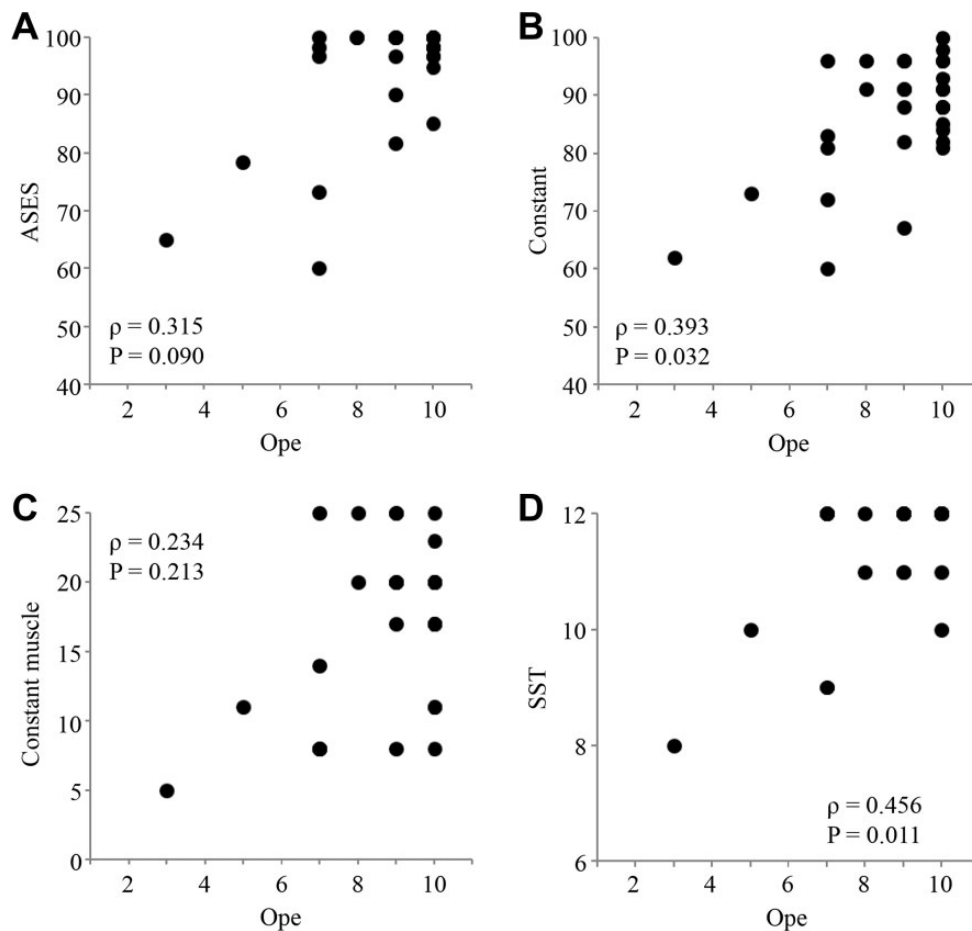 A
100
90
80
70
60
50
40
ASES
ρ = 0.315
P = 0.090
2 4 6 8 10
Ope
B
100
90
80
70
60
50
40
Constant
ρ = 0.393
P = 0.032
2 4 6 8 10
Ope
C
25
20
15
10
5
0
Constant muscle
ρ = 0.234
P = 0.213
2 4 6 8 10
Ope
D
12
10
8
6
SST
ρ = 0.456
P = 0.011
2 4 6 8 10
Ope